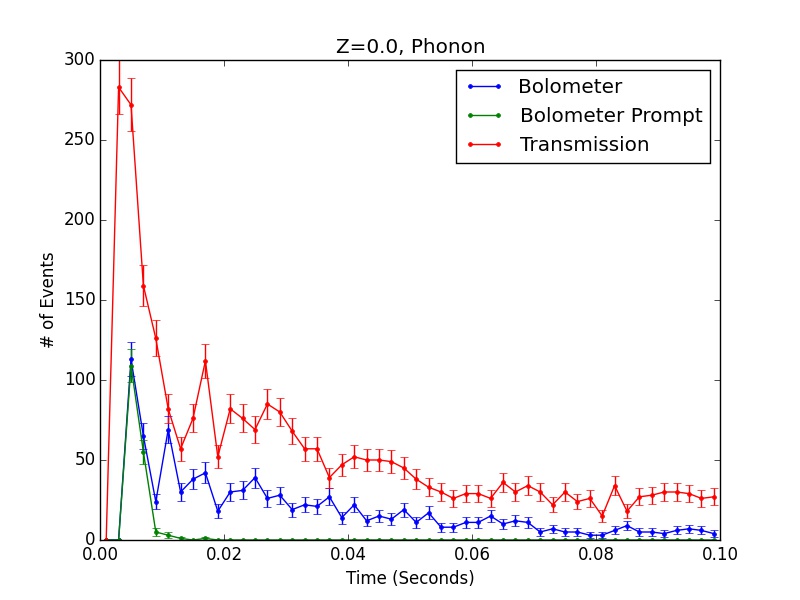 Z=0.0, Phonon
300
250
200
150
100
50
0
# of Events
Bolometer
Bolometer Prompt
Transmission
0.00 0.02 0.04 0.06 0.08 0.10
Time (Seconds)